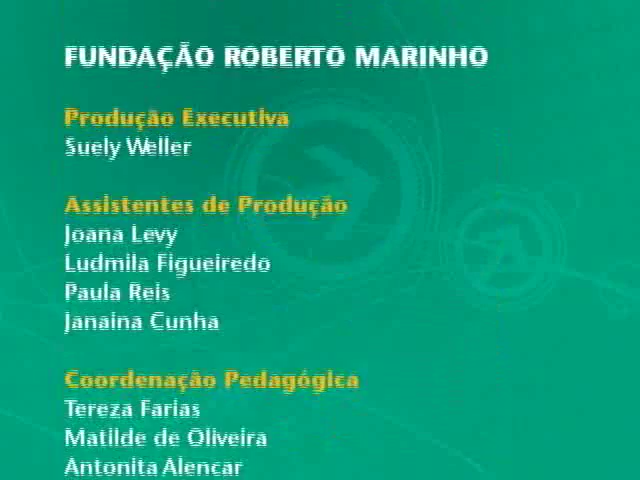 FUNDAÇÃO ROBERTO MARINHO
Produção Executiva
Suely Weller
Assistentes de Produção
Joana Levy
Ludmila Figueiredo
Paula Reis
Janaina Cunha
Coordenação Pedagógica
Tereza Farias
Matilde de Oliveira
Antonita Alencar